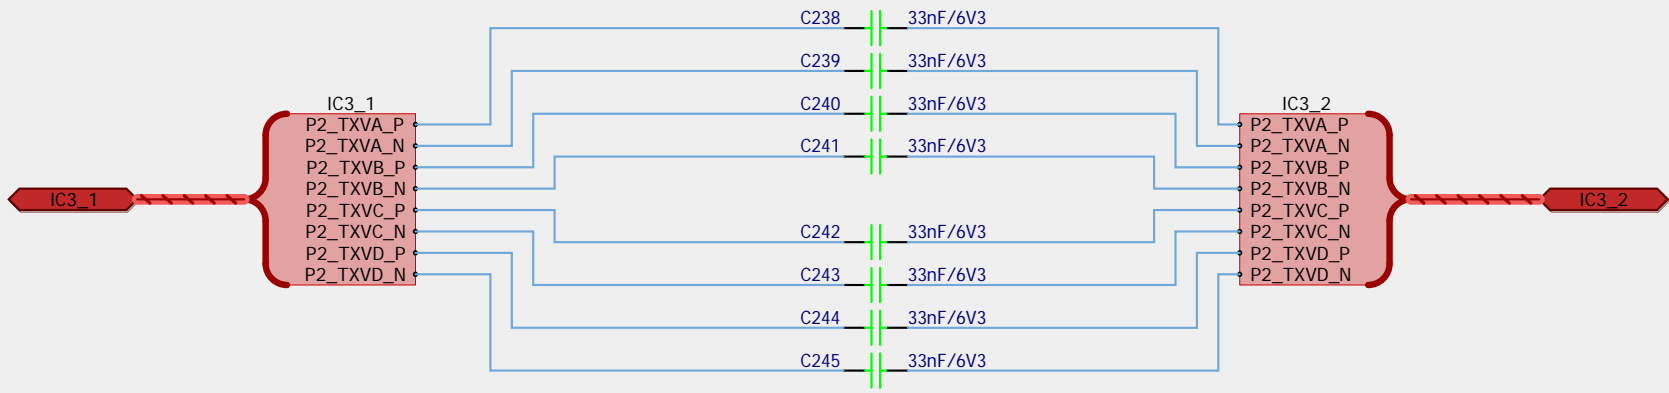 C238 33nF/6V3
C239 33nF/6V3
IC3_1 C240 33nF/6V3 IC3_2
P2_TXVA_P P2_TXVA_P
P2_TXVA_N C241 33nF/6V3 P2_TXVA_N
P2_TXVB_P P2_TXVB_P
P2_TXVB_N P2_TXVB_N
IC3_1 IC3_2
P2_TXVC_P P2_TXVC_P
P2_TXVC_N C242 33nF/6V3 P2_TXVC_N
P2_TXVD_P P2_TXVD_P
P2_TXVD_N C243 33nF/6V3 P2_TXVD_N
C244 33nF/6V3
C245 33nF/6V3